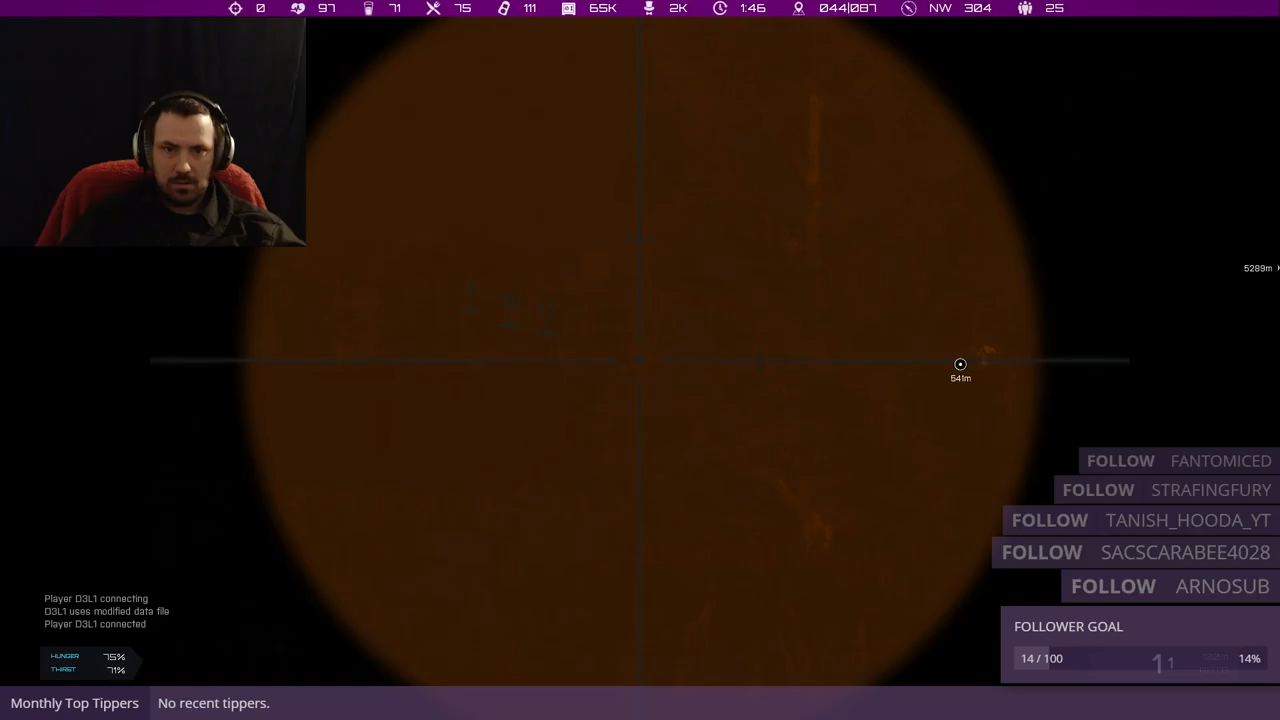 0 97 71 75 111 65K 2K 1:46 044|087 NW 304 25
5289m
541m
FOLLOW FANTOMICED
FOLLOW STRAFINGFURY
FOLLOW TANISH_HOODA_YT
FOLLOW SACSCARABEE4028
FOLLOW ARNOSUB
Player D3L1 connecting
D3L1 uses modified data file
Player D3L1 connected
HUNGER 75%
THIRST 71%
FOLLOWER GOAL
14 / 100 14%
Monthly Top Tippers No recent tippers.